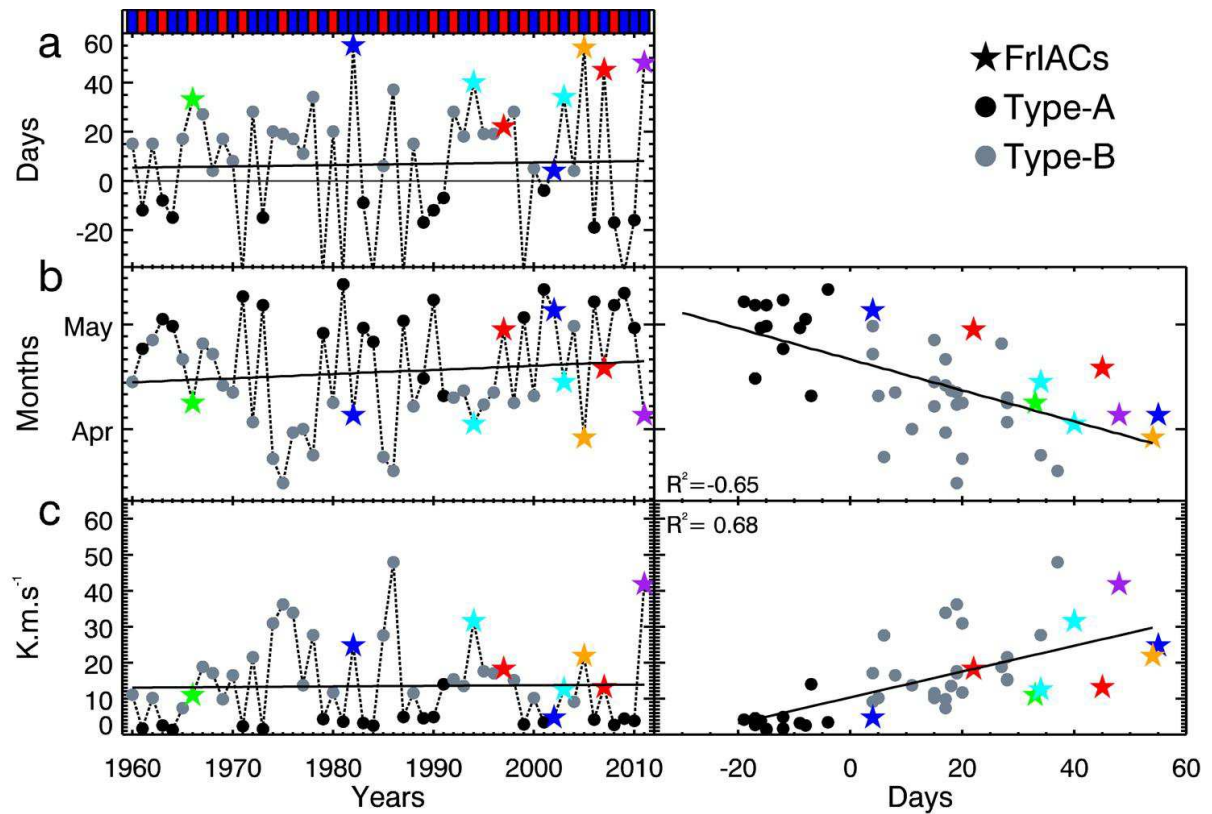 a
60
40
20
0
-20
Days
FrIACs
Type-A
Type-B
b
May
Apr
Months
R²=-0.65
c
60
50
40
30
20
10
0
K.m.s⁻¹
R²= 0.68
1960 1970 1980 1990 2000 2010
Years
-20 0 20 40 60
Days